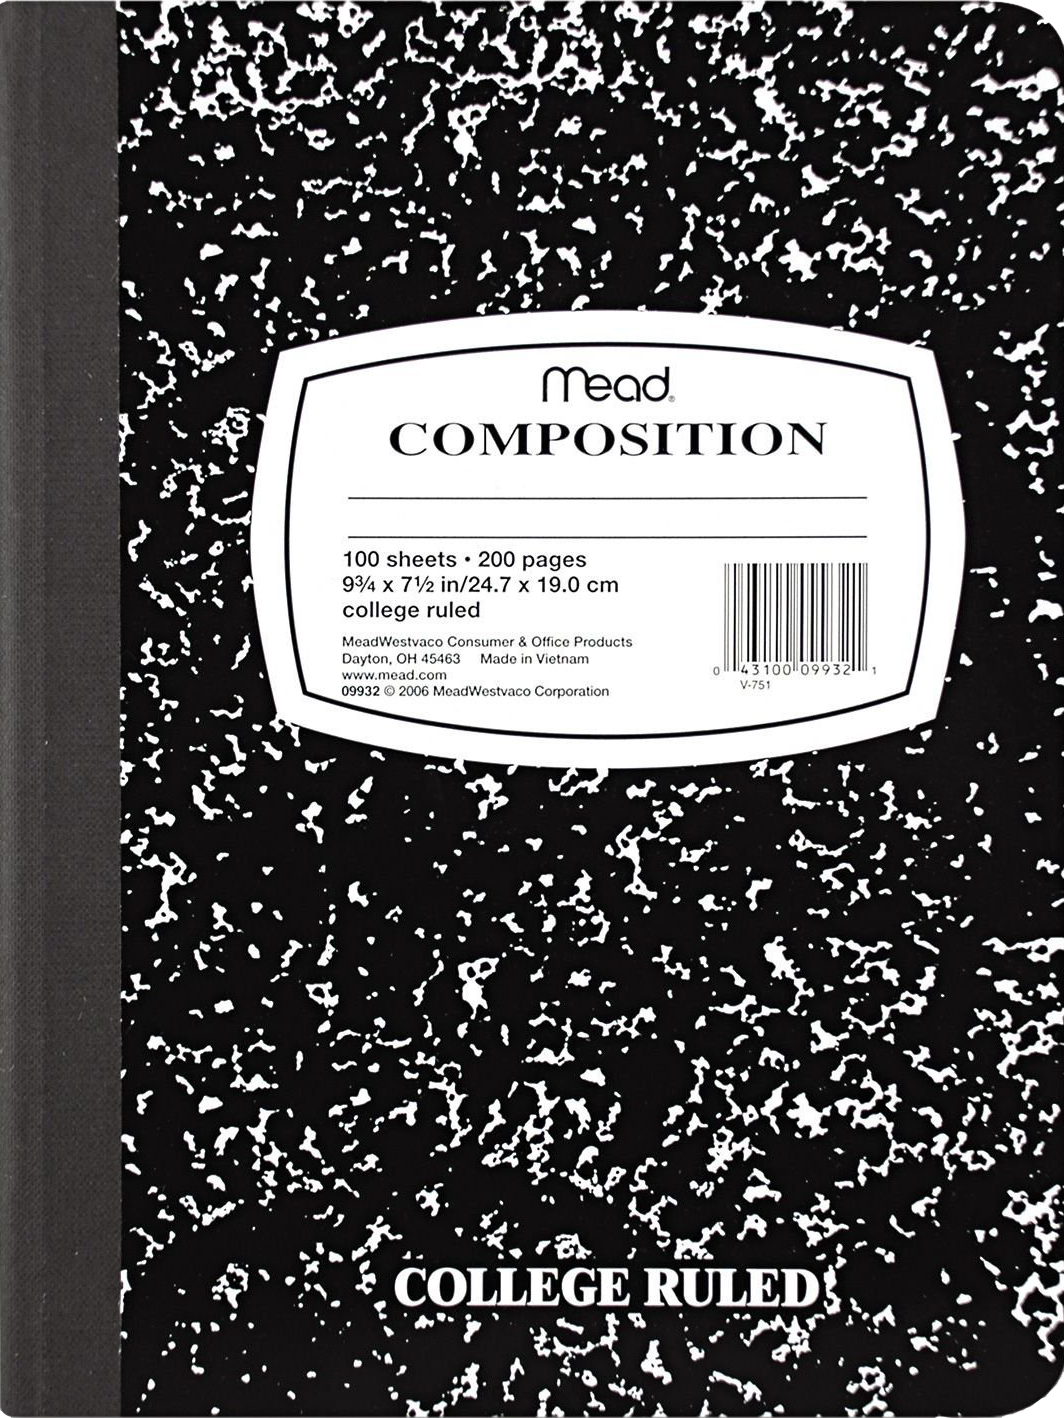 Mead®
COMPOSITION
100 sheets • 200 pages
9¾ x 7½ in/24.7 x 19.0 cm
college ruled
MeadWestvaco Consumer & Office Products
Dayton, OH 45463 Made in Vietnam
www.mead.com
09932 © 2006 MeadWestvaco Corporation
0 43100 09932 1
V-751
COLLEGE RULED